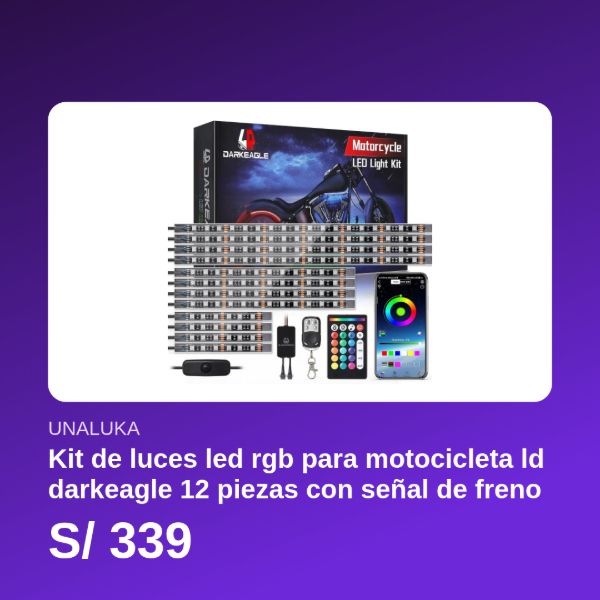 LD
DARKEAGLE
Motorcycle
LED Light Kit
UNALUKA
Kit de luces led rgb para motocicleta ld
darkeagle 12 piezas con señal de freno
S/ 339